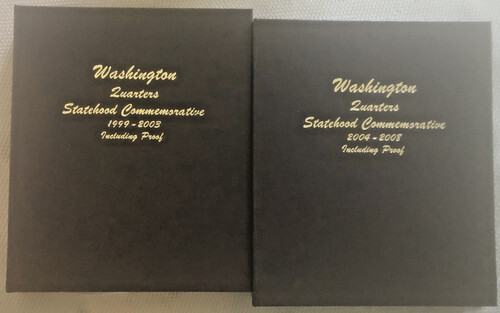 Washington
Quarters
Statehood Commemorative
1999-2003
Including Proof
Washington
Quarters
Statehood Commemorative
2004-2008
Including Proof